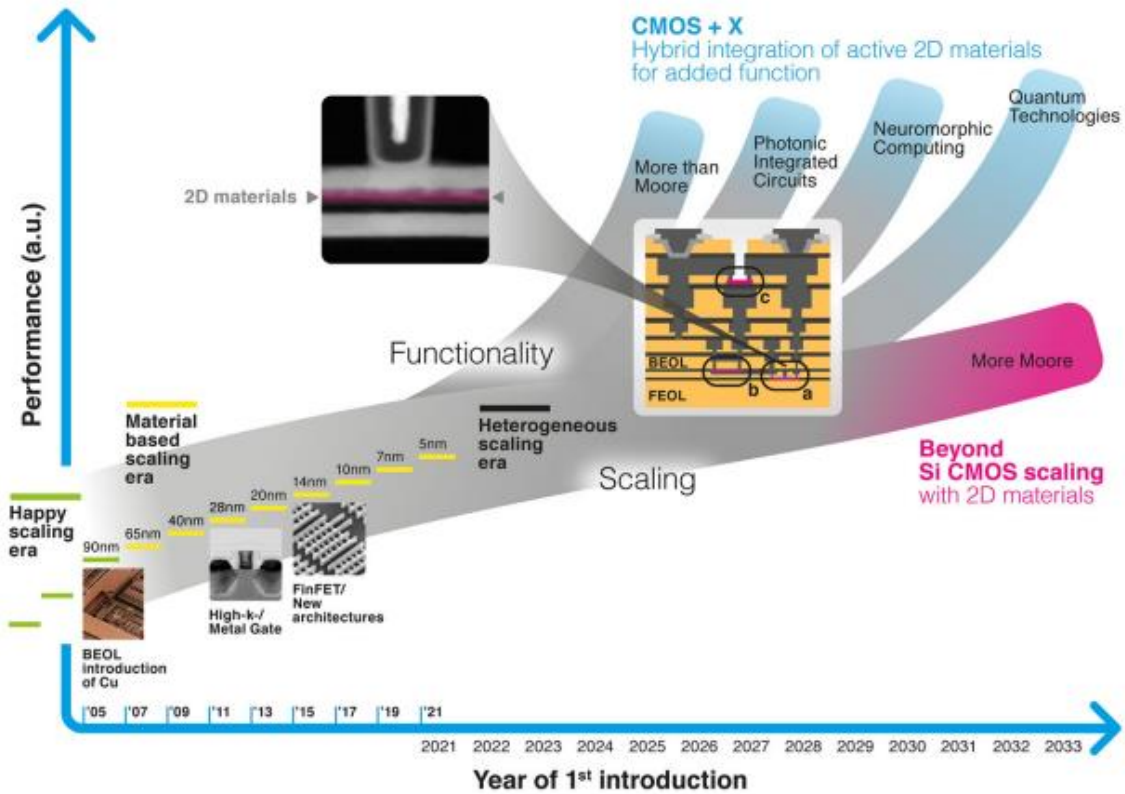 CMOS + X
Hybrid integration of active 2D materials
for added function
Quantum
Technologies
Neuromorphic
Computing
Photonic
Integrated
Circuits
More than
Moore
2D materials
Performance (a.u.)
c
BEOL
FEOL
b
a
More Moore
Functionality
Scaling
Beyond
Si CMOS scaling
with 2D materials
Material
based
scaling
era
Heterogeneous
scaling
era
Happy
scaling
era
90nm
65nm
40nm
28nm
20nm
14nm
10nm
7nm
5nm
BEOL
introduction
of Cu
High-k-/
Metal Gate
FinFET/
New
architectures
'05 '07 '09 '11 '13 '15 '17 '19 '21
2021 2022 2023 2024 2025 2026 2027 2028 2029 2030 2031 2032 2033
Year of 1st introduction